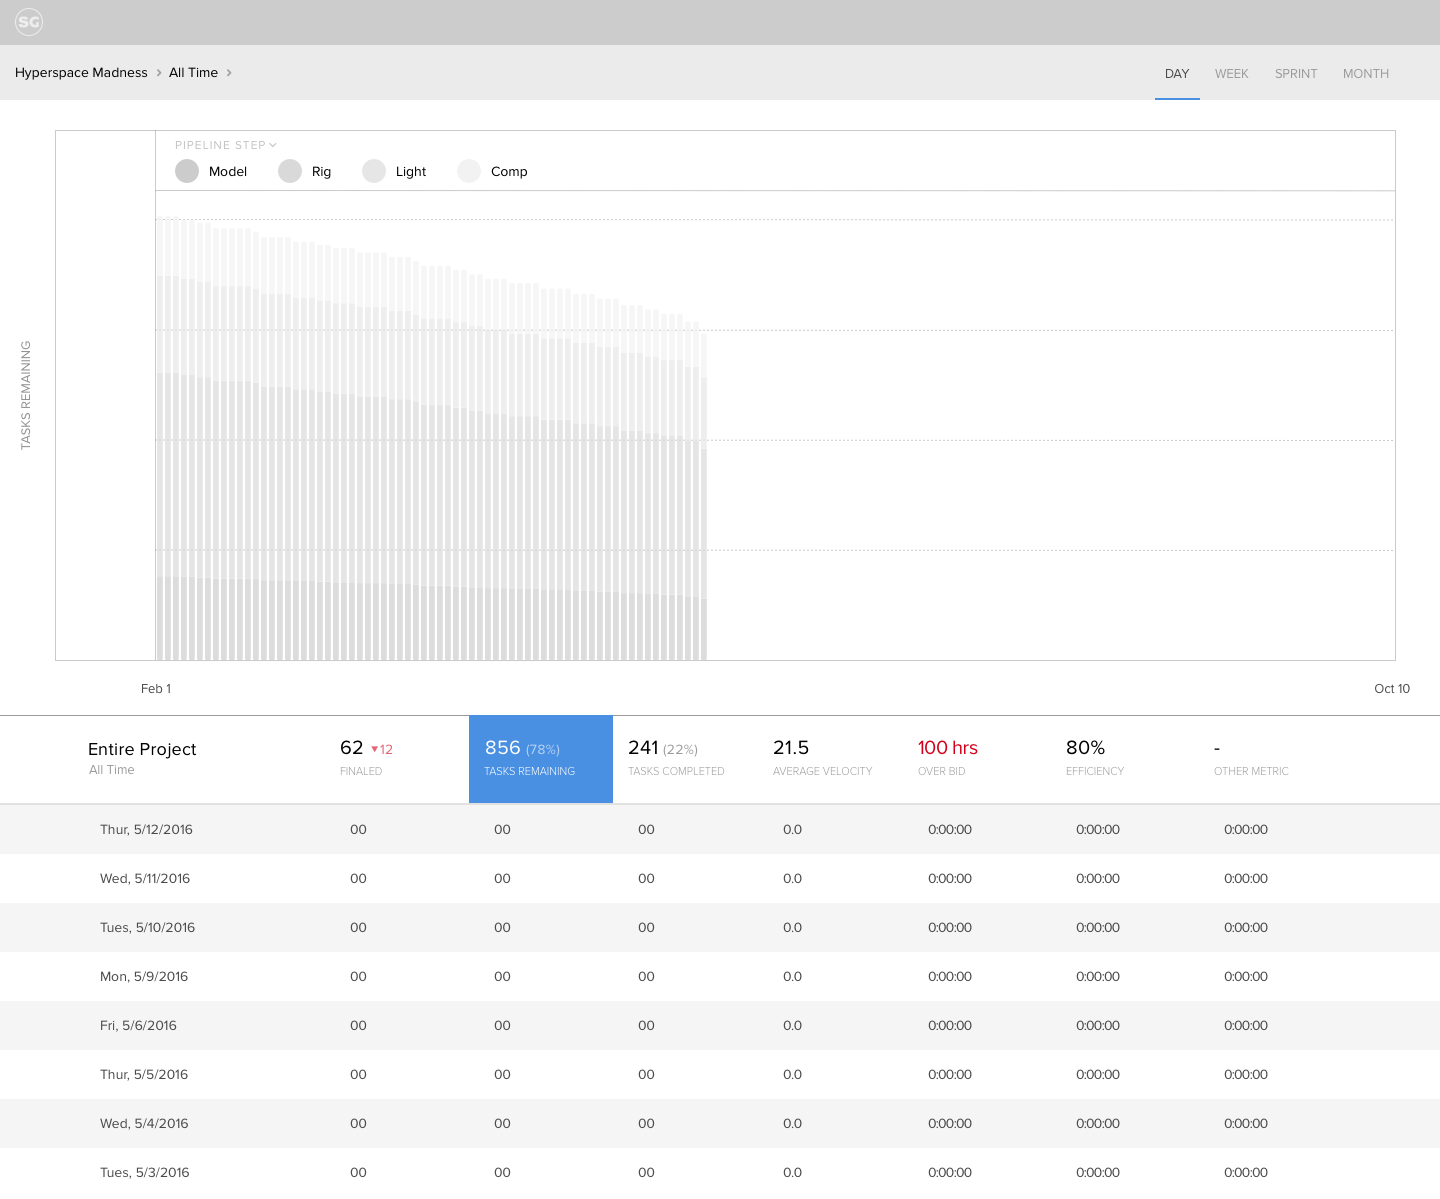 SG
Hyperspace Madness > All Time >
DAY WEEK SPRINT MONTH
PIPELINE STEP
Model Rig Light Comp
TASKS REMAINING
Feb 1 Oct 10
Entire Project
All Time
62 ▼12
FINALED
856 (78%)
TASKS REMAINING
241 (22%)
TASKS COMPLETED
21.5
AVERAGE VELOCITY
100 hrs
OVER BID
80%
EFFICIENCY
-
OTHER METRIC
Thur, 5/12/2016 00 00 00 0.0 0:00:00 0:00:00 0:00:00
Wed, 5/11/2016 00 00 00 0.0 0:00:00 0:00:00 0:00:00
Tues, 5/10/2016 00 00 00 0.0 0:00:00 0:00:00 0:00:00
Mon, 5/9/2016 00 00 00 0.0 0:00:00 0:00:00 0:00:00
Fri, 5/6/2016 00 00 00 0.0 0:00:00 0:00:00 0:00:00
Thur, 5/5/2016 00 00 00 0.0 0:00:00 0:00:00 0:00:00
Wed, 5/4/2016 00 00 00 0.0 0:00:00 0:00:00 0:00:00
Tues, 5/3/2016 00 00 00 0.0 0:00:00 0:00:00 0:00:00